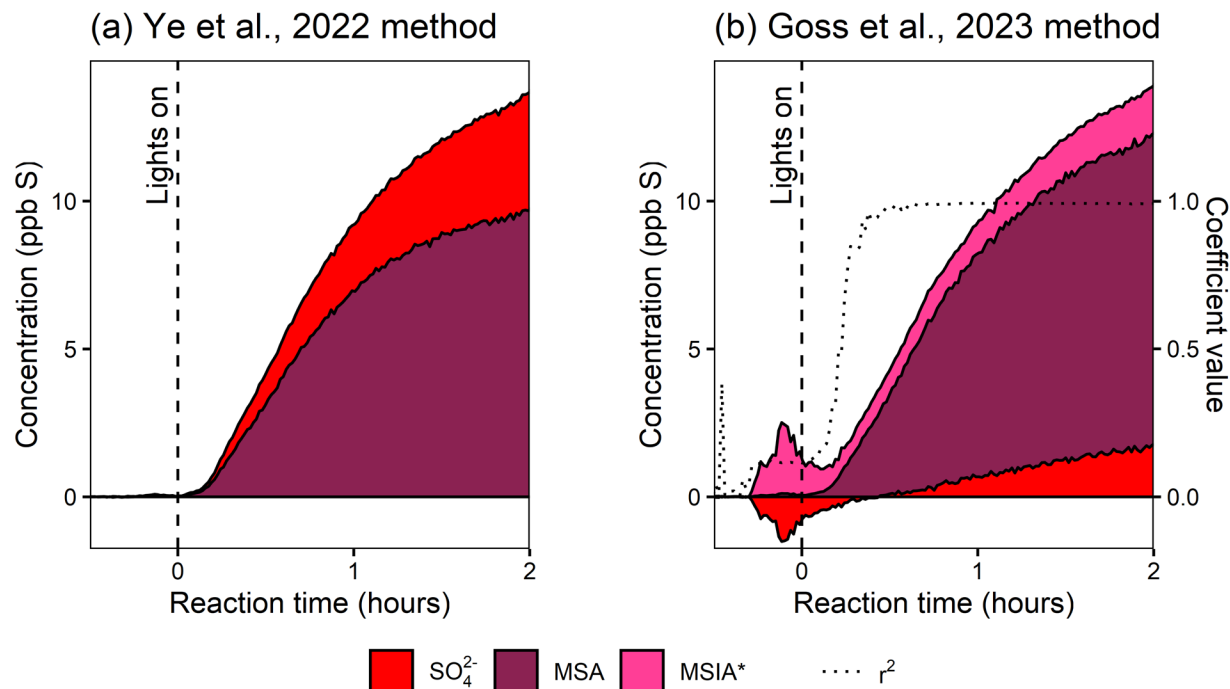 (a) Ye et al., 2022 method
(b) Goss et al., 2023 method
Concentration (ppb S)
10
5
0
Lights on
0
1
2
Reaction time (hours)
Concentration (ppb S)
10
5
0
Lights on
1.0
0.5
0.0
Coefficient value
0
1
2
Reaction time (hours)
SO₄²⁻
MSA
MSIA*
r²